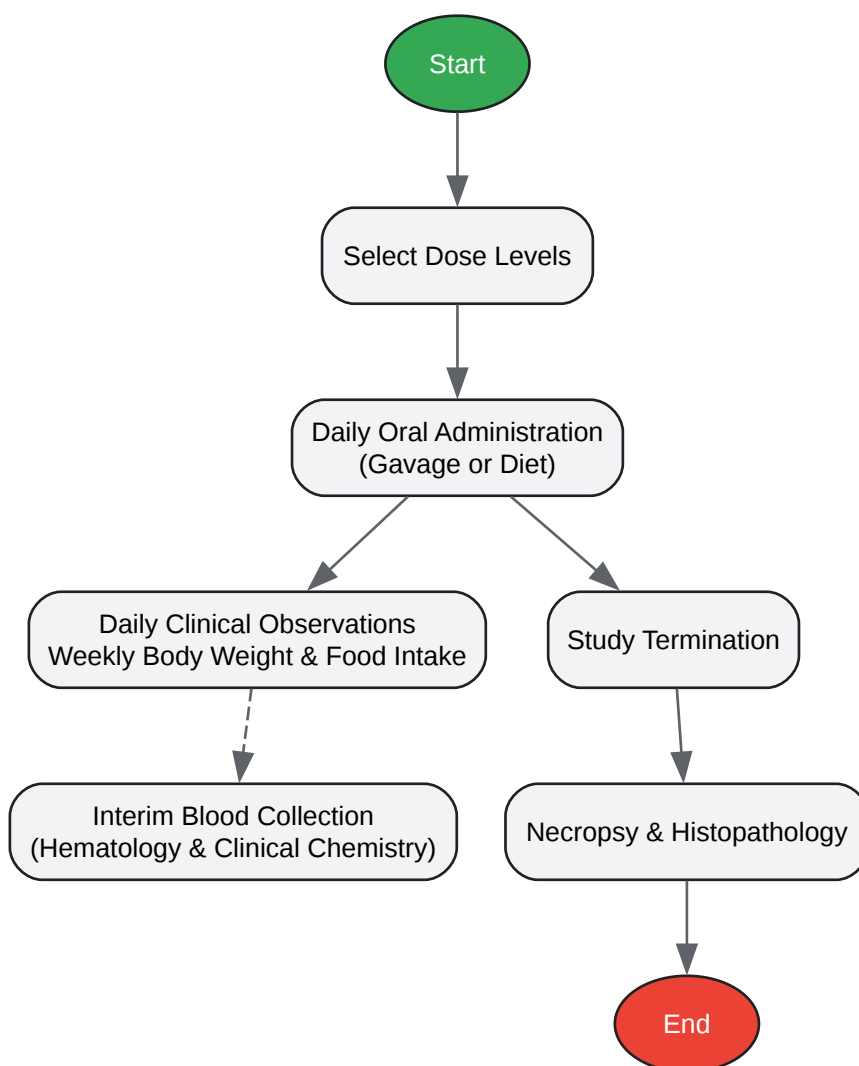 Start
Select Dose Levels
Daily Oral Administration
(Gavage or Diet)
Daily Clinical Observations
Weekly Body Weight & Food Intake
Study Termination
Interim Blood Collection
(Hematology & Clinical Chemistry)
Necropsy & Histopathology
End